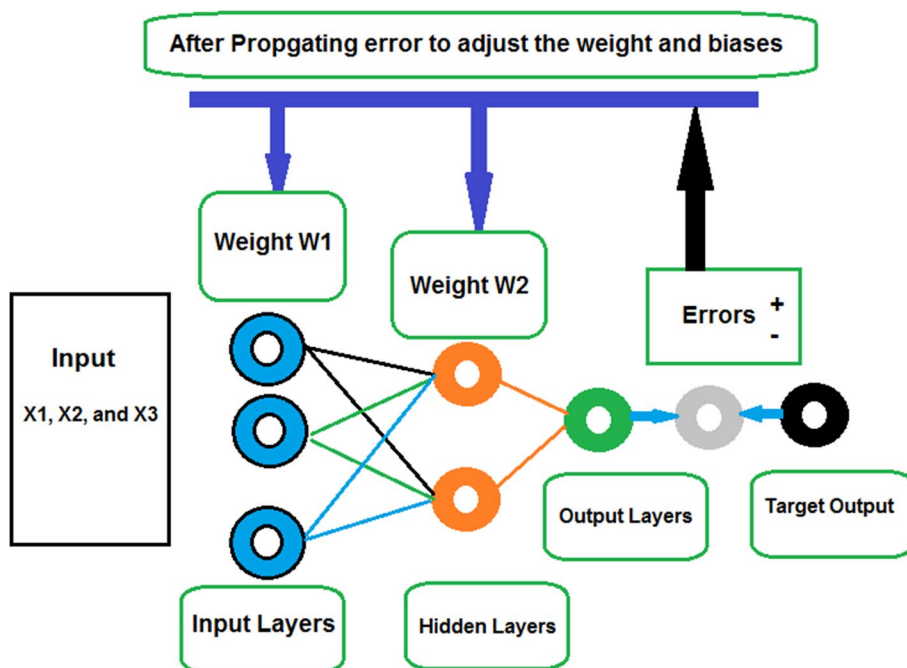 After Propgating error to adjust the weight and biases
Weight W1
Weight W2
Errors
+
-
Input
X1, X2, and X3
Output Layers
Target Output
Input Layers
Hidden Layers